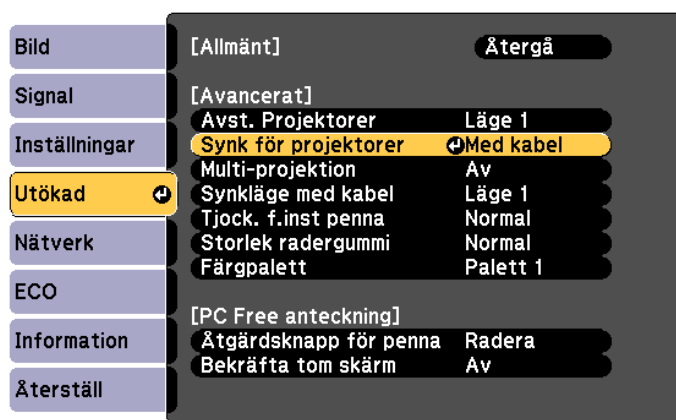 Bild
Signal
Inställningar
Utökad
Nätverk
ECO
Information
Återställ
[Allmänt] Återgå
[Avancerat]
Avst. Projektorer Läge 1
Synk för projektorer Med kabel
Multi-projektion Av
Synkläge med kabel Läge 1
Tjock. f.inst penna Normal
Storlek radergummi Normal
Färgpalett Palett 1
[PC Free anteckning]
Åtgärdsknapp för penna Radera
Bekräfta tom skärm Av